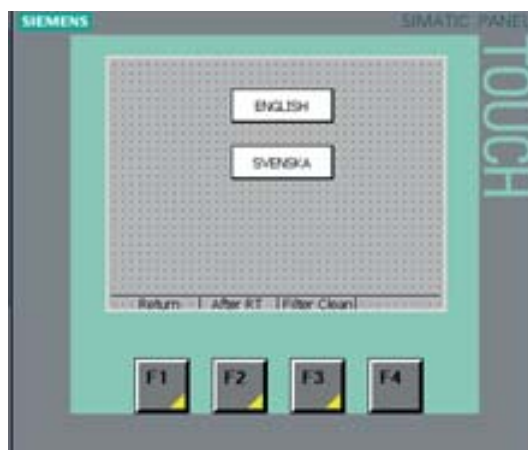 SIEMENS
SIMATIC PANEL
TOUCH
ENGLISH
SVENSKA
Return | After RT | Filter Clean|
F1 F2 F3 F4